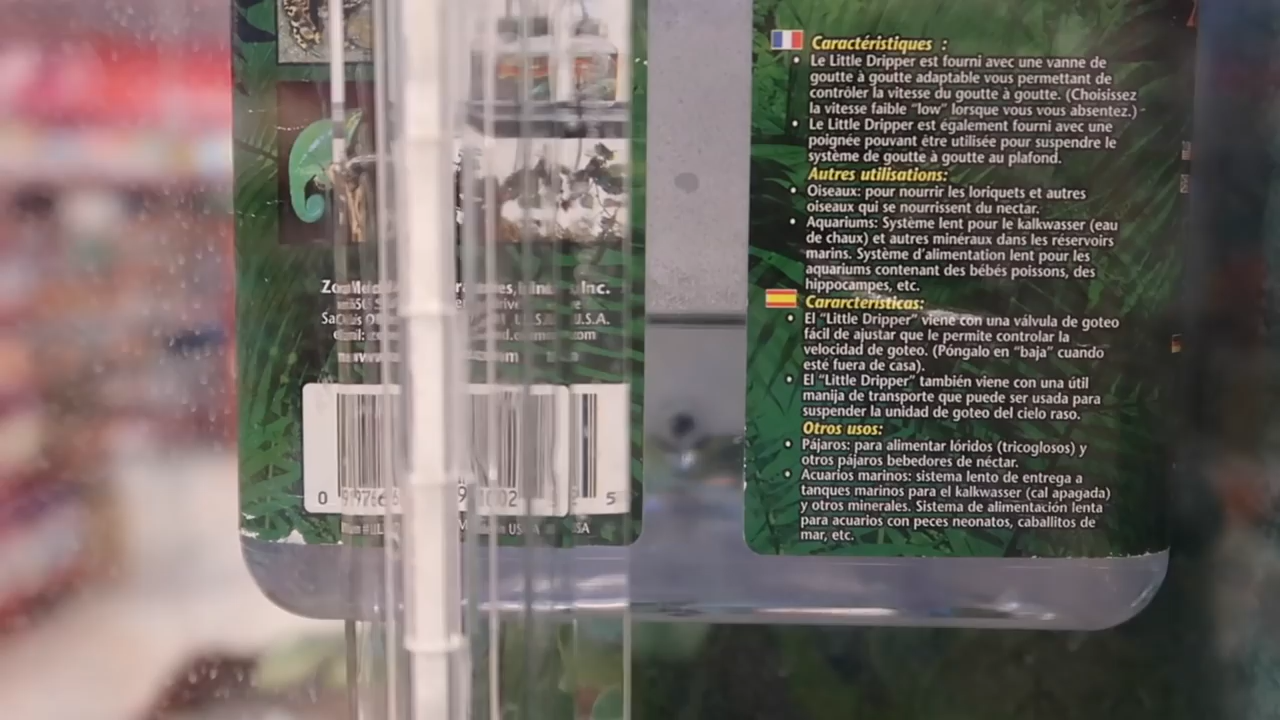 Caractéristiques :
• Le Little Dripper est fourni avec une vanne de
goutte à goutte adaptable vous permettant de
contrôler la vitesse du goutte à goutte. (Choisissez
la vitesse faible "low" lorsque vous vous absentez.)
• Le Little Dripper est également fourni avec une
poignée pouvant être utilisée pour suspendre le
système de goutte à goutte au plafond.
Autres utilisations:
• Oiseaux: pour nourrir les loriquets et autres
oiseaux qui se nourrissent du nectar.
• Aquariums: Système lent pour le kalkwasser (eau
de chaux) et autres minéraux dans les réservoirs
marins. Système d'alimentation lent pour les
aquariums contenant des bébés poissons, des
hippocampes, etc.
Cararcterísticas:
• El "Little Dripper" viene con una válvula de goteo
fácil de ajustar que le permite controlar la
velocidad de goteo. (Póngalo en "baja" cuando
esté fuera de casa).
• El "Little Dripper" también viene con una útil
manija de transporte que puede ser usada para
suspender la unidad de goteo del cielo raso.
Otros usos:
• Pájaros: para alimentar lóridos (tricoglosos) y
otros pájaros bebedores de néctar.
• Acuarios marinos: sistema lento de entrega a
tanques marinos para el kalkwasser (cal apagada)
y otros minerales. Sistema de alimentación lenta
para acuarios con peces neonatos, caballitos de
mar, etc.
Inc.
U.S.A.